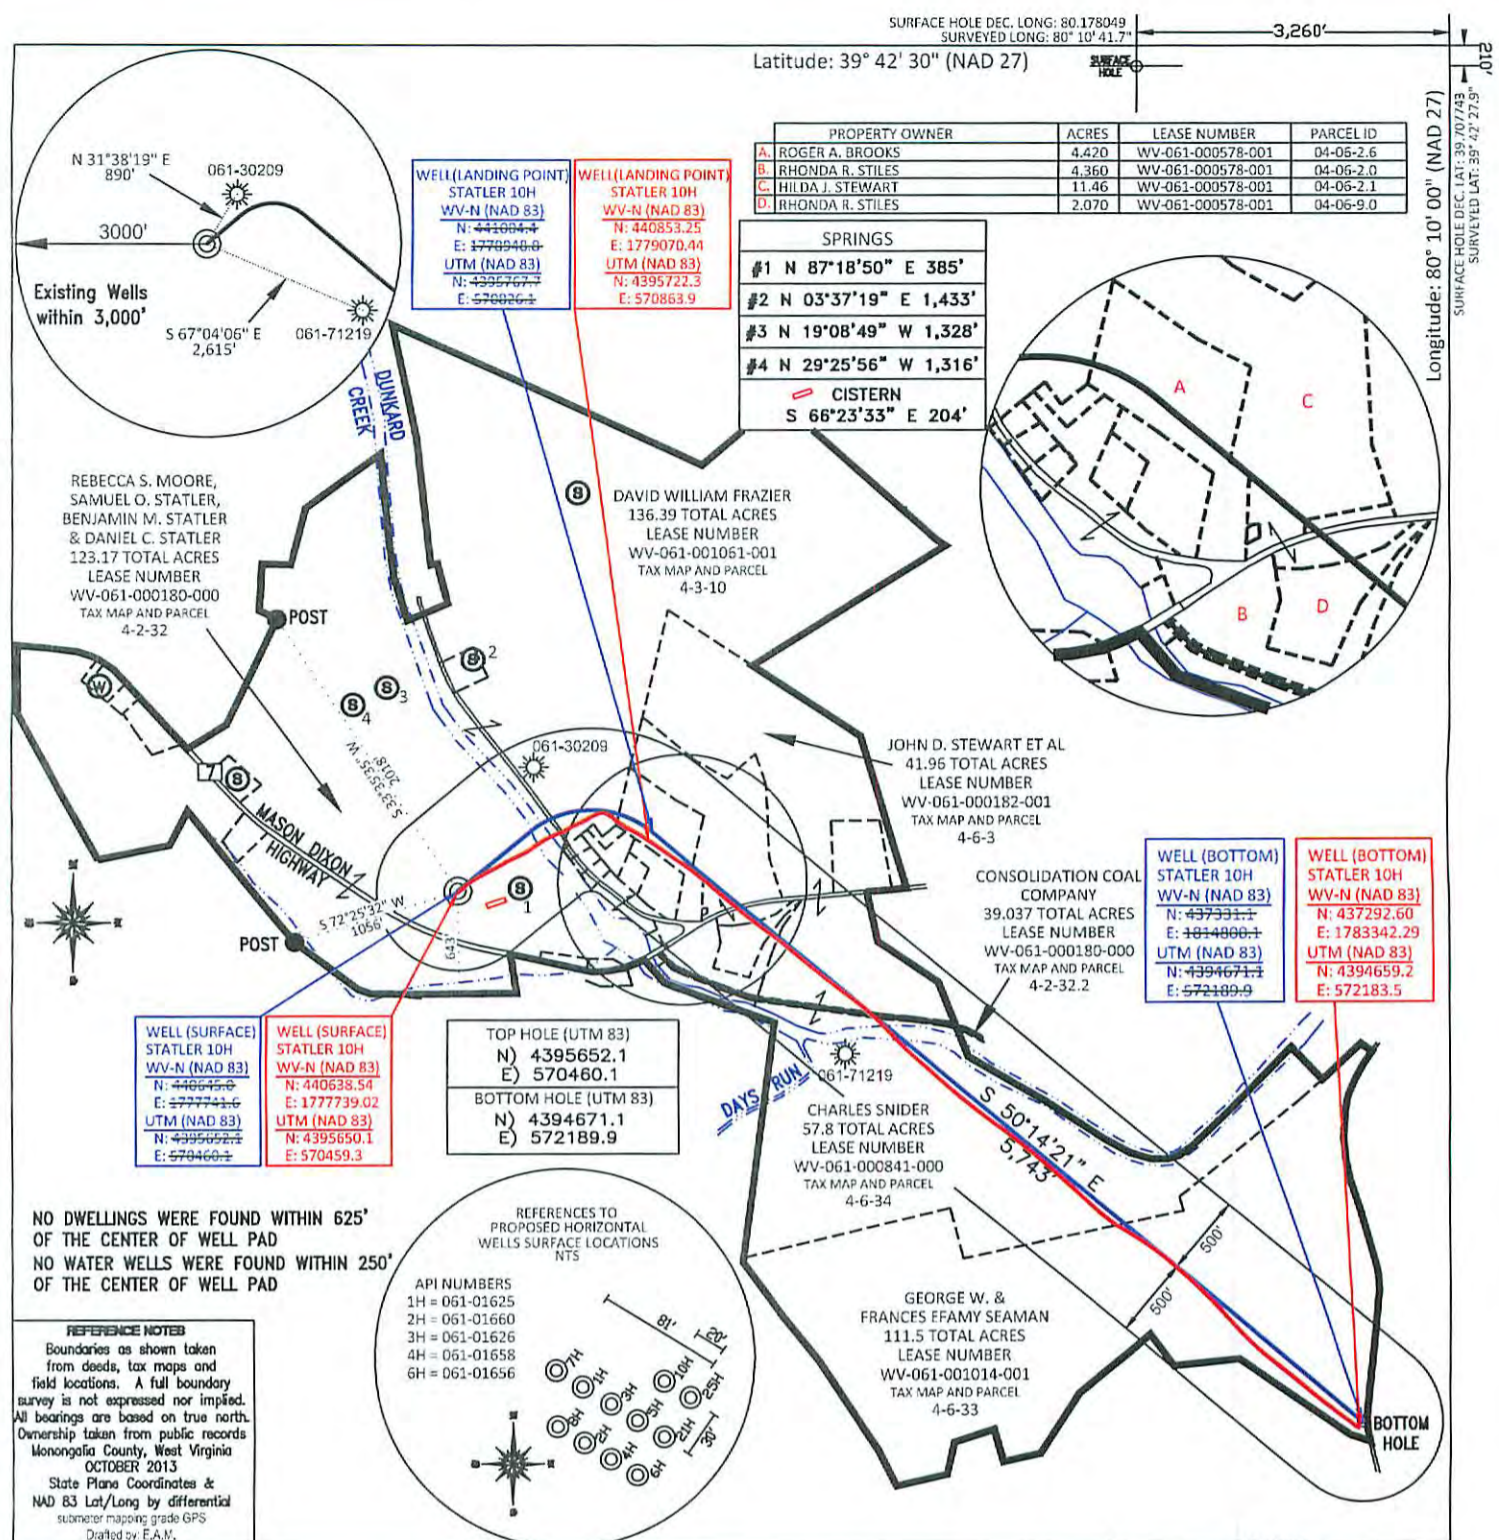 SURFACE HOLE DEC. LONG: 80.178049
SURVEYED LONG: 80° 10' 41.7"
3,260'
210'
Latitude: 39° 42' 30" (NAD 27)
SURFACE
HOLE
Longitude: 80° 10' 00" (NAD 27)
SURFACE HOLE DEC. LAT: 39.707743
SURVEYED LAT: 39° 42' 27.9"
PROPERTY OWNER ACRES LEASE NUMBER PARCEL ID
A. ROGER A. BROOKS 4.420 WV-061-000578-001 04-06-2.6
B. RHONDA R. STILES 4.360 WV-061-000578-001 04-06-2.0
C. HILDA J. STEWART 11.46 WV-061-000578-001 04-06-2.1
D. RHONDA R. STILES 2.070 WV-061-000578-001 04-06-9.0
N 31°38'19" E
890'
061-30209
3000'
Existing Wells
within 3,000'
S 67°04'06" E
2,615'
061-71219
WELL(LANDING POINT)
STATLER 10H
WV-N (NAD 83)
N: 441084.4
E: 1778948.8
UTM (NAD 83)
N: 4395767.7
E: 570826.1
WELL(LANDING POINT)
STATLER 10H
WV-N (NAD 83)
N: 440853.25
E: 1779070.44
UTM (NAD 83)
N: 4395722.3
E: 570863.9
SPRINGS
#1 N 87°18'50" E 385'
#2 N 03°37'19" E 1,433'
#3 N 19°08'49" W 1,328'
#4 N 29°25'56" W 1,316'
CISTERN
S 66°23'33" E 204'
A
C
B
D
DUNKARD
CREEK
REBECCA S. MOORE,
SAMUEL O. STATLER,
BENJAMIN M. STATLER
& DANIEL C. STATLER
123.17 TOTAL ACRES
LEASE NUMBER
WV-061-000180-000
TAX MAP AND PARCEL
4-2-32
S
DAVID WILLIAM FRAZIER
136.39 TOTAL ACRES
LEASE NUMBER
WV-061-001061-001
TAX MAP AND PARCEL
4-3-10
POST
S 2
S 3
S 4
W
7
S
S 33°35'35" W
2018'
061-30209
MASON DIXON
HIGHWAY
JOHN D. STEWART ET AL
41.96 TOTAL ACRES
LEASE NUMBER
WV-061-000182-001
TAX MAP AND PARCEL
4-6-3
S 1
S 72°25'32" W
1056'
643'
POST
P
CONSOLIDATION COAL
COMPANY
39.037 TOTAL ACRES
LEASE NUMBER
WV-061-000180-000
TAX MAP AND PARCEL
4-2-32.2
WELL (BOTTOM)
STATLER 10H
WV-N (NAD 83)
N: 437331.1
E: 1814800.1
UTM (NAD 83)
N: 4394671.1
E: 572189.9
WELL (BOTTOM)
STATLER 10H
WV-N (NAD 83)
N: 437292.60
E: 1783342.29
UTM (NAD 83)
N: 4394659.2
E: 572183.5
WELL (SURFACE)
STATLER 10H
WV-N (NAD 83)
N: 440645.0
E: 1777741.6
UTM (NAD 83)
N: 4395652.1
E: 570460.1
WELL (SURFACE)
STATLER 10H
WV-N (NAD 83)
N: 440638.54
E: 1777739.02
UTM (NAD 83)
N: 4395650.1
E: 570459.3
TOP HOLE (UTM 83)
N) 4395652.1
E) 570460.1
BOTTOM HOLE (UTM 83)
N) 4394671.1
E) 572189.9
DAYS RUN
061-71219
CHARLES SNIDER
57.8 TOTAL ACRES
LEASE NUMBER
WV-061-000841-000
TAX MAP AND PARCEL
4-6-34
S 50°14'21" E
5,743'
500'
500'
NO DWELLINGS WERE FOUND WITHIN 625'
OF THE CENTER OF WELL PAD
NO WATER WELLS WERE FOUND WITHIN 250'
OF THE CENTER OF WELL PAD
REFERENCES TO
PROPOSED HORIZONTAL
WELLS SURFACE LOCATIONS
NTS
API NUMBERS
1H = 061-01625
2H = 061-01660
3H = 061-01626
4H = 061-01658
6H = 061-01656
81'
20'
7H
1H
3H
10H
25H
8H
2H
5H
21H
4H
6H
30'
GEORGE W. &
FRANCES EFAMY SEAMAN
111.5 TOTAL ACRES
LEASE NUMBER
WV-061-001014-001
TAX MAP AND PARCEL
4-6-33
BOTTOM
HOLE
REFERENCE NOTES
Boundaries as shown taken
from deeds, tax maps and
field locations. A full boundary
survey is not expressed nor implied.
All bearings are based on true north.
Ownership taken from public records
Monongalia County, West Virginia
OCTOBER 2013
State Plane Coordinates &
NAD 83 Lat/Long by differential
submeter mapping grade GPS
Drafted by: E.A.M.